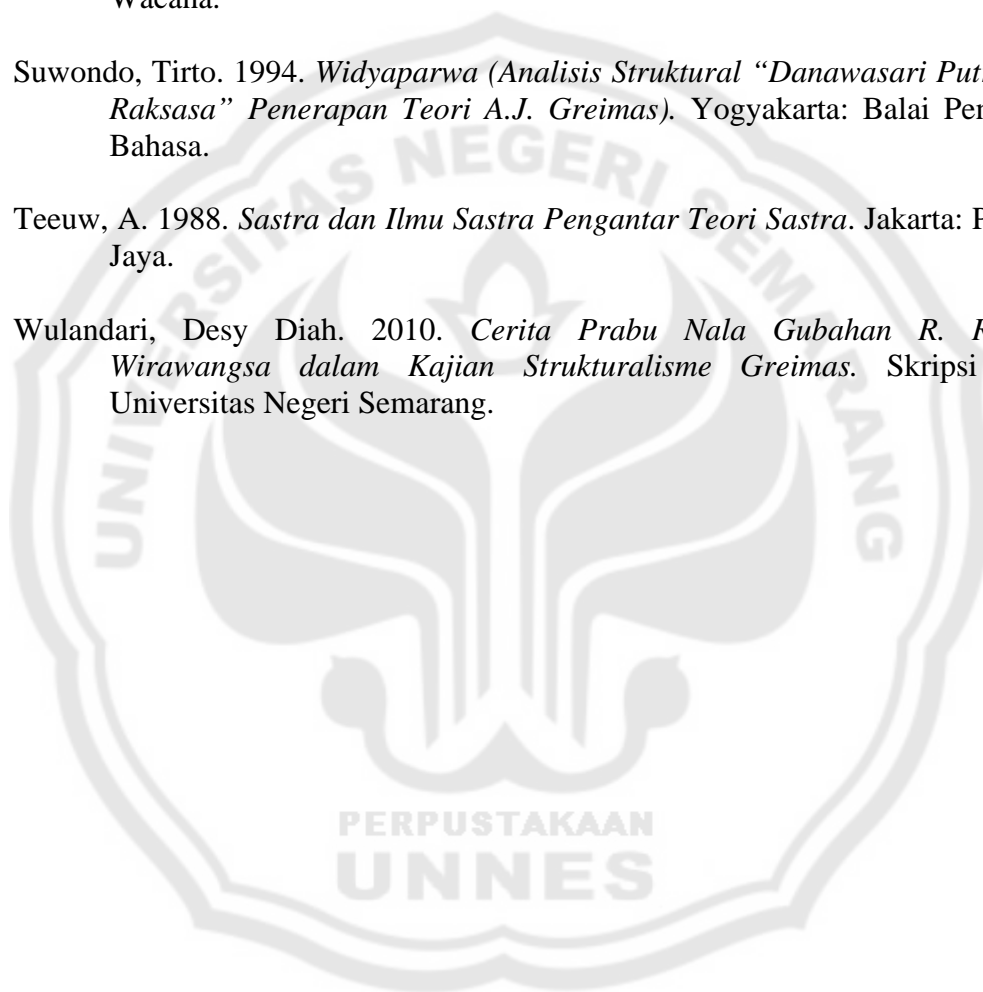 Wacana.
Suwondo, Tirto. 1994. Widyaparwa (Analisis Struktural “Danawasari
Raksasa” Penerapan Teori A.J. Greimas). Yogyakarta: Balai
Bahasa.
Teeuw, A. 1988. Sastra dan Ilmu Sastra Pengantar Teori Sastra. Jakarta:
Jaya.
Wulandari, Desy Diah. 2010. Cerita Prabu Nala Gubahan R.
Wirawangsa dalam Kajian Strukturalisme Greimas. Skripsi
Universitas Negeri Semarang.
UNIVERSITAS NEGERI SEMARANG
PERPUSTAKAAN
UNNES